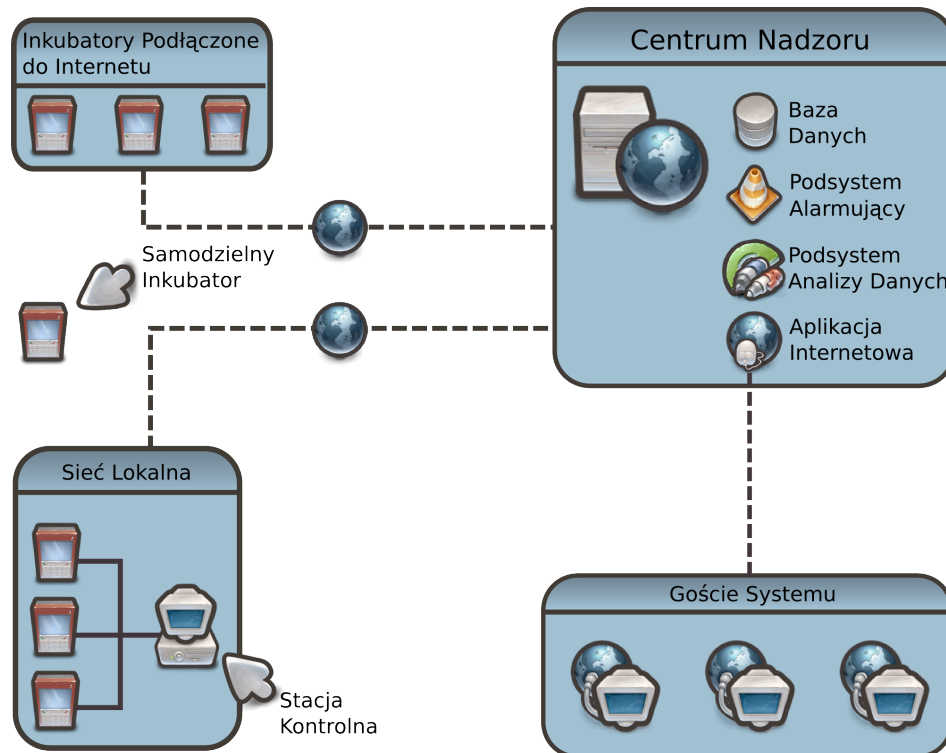 Inkubatory Podłączone
do Internetu
Centrum Nadzoru
Baza
Danych
Podsystem
Alarmujący
Podsystem
Analizy Danych
Aplikacja
Internetowa
Samodzielny
Inkubator
Sieć Lokalna
Stacja
Kontrolna
Goście Systemu